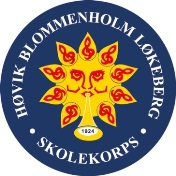 HØVIK BLOMMENHOLM LØKEBERG
1924
• SKOLEKORPS •